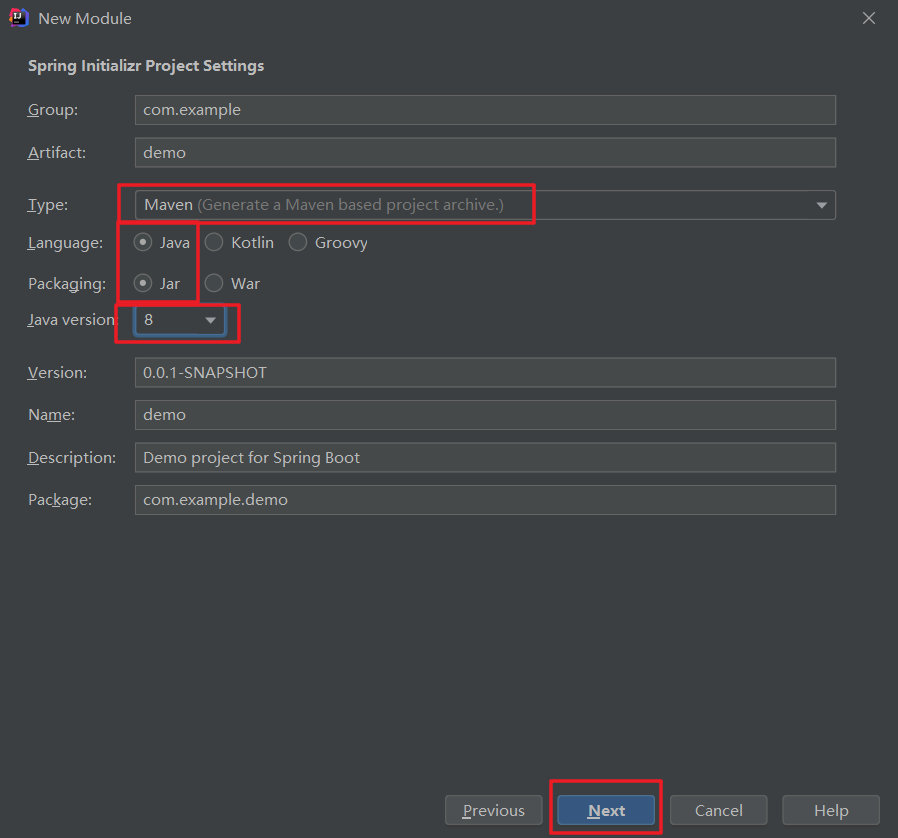 New Module
Spring Initializr Project Settings
Group: com.example
Artifact: demo
Type: Maven (Generate a Maven based project archive.)
Language: Java Kotlin Groovy
Packaging: Jar War
Java version: 8
Version: 0.0.1-SNAPSHOT
Name: demo
Description: Demo project for Spring Boot
Package: com.example.demo
Previous Next Cancel Help